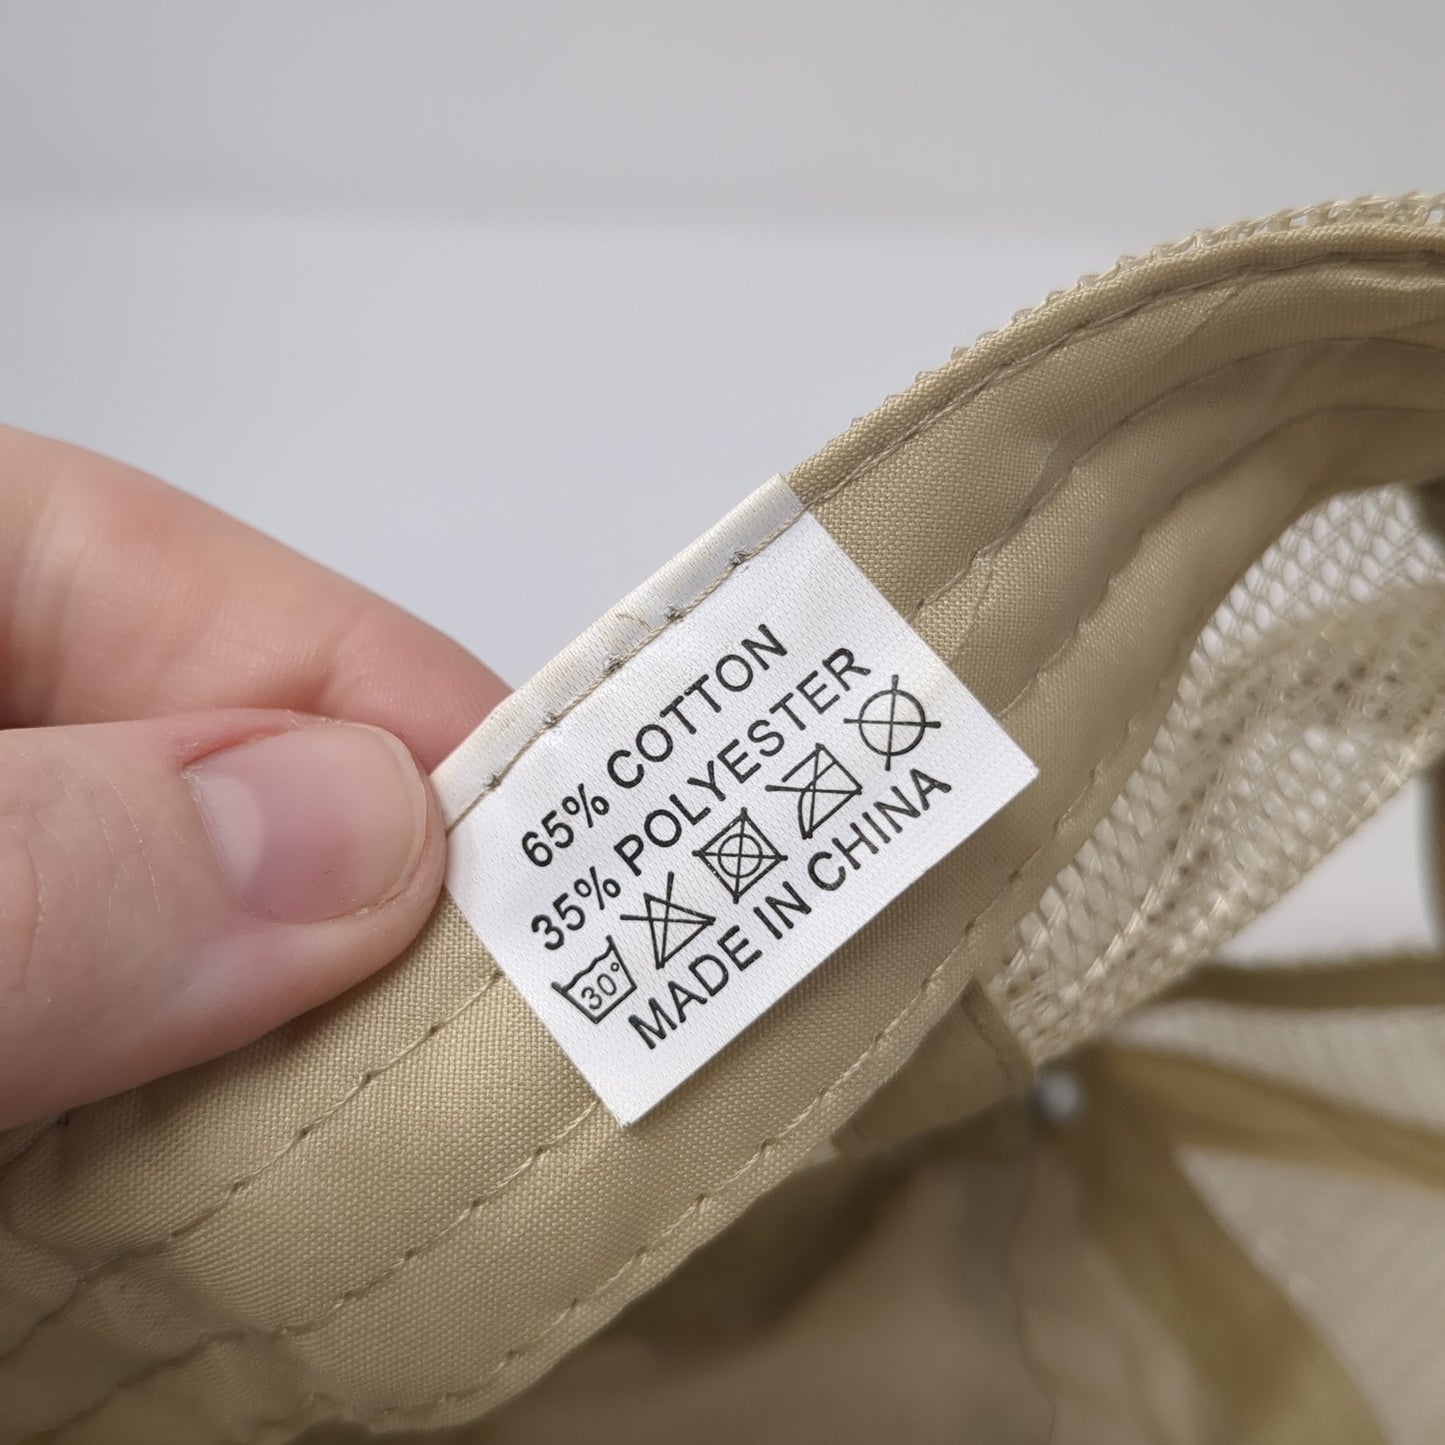 65% COTTON
35% POLYESTER
30°
MADE IN CHINA